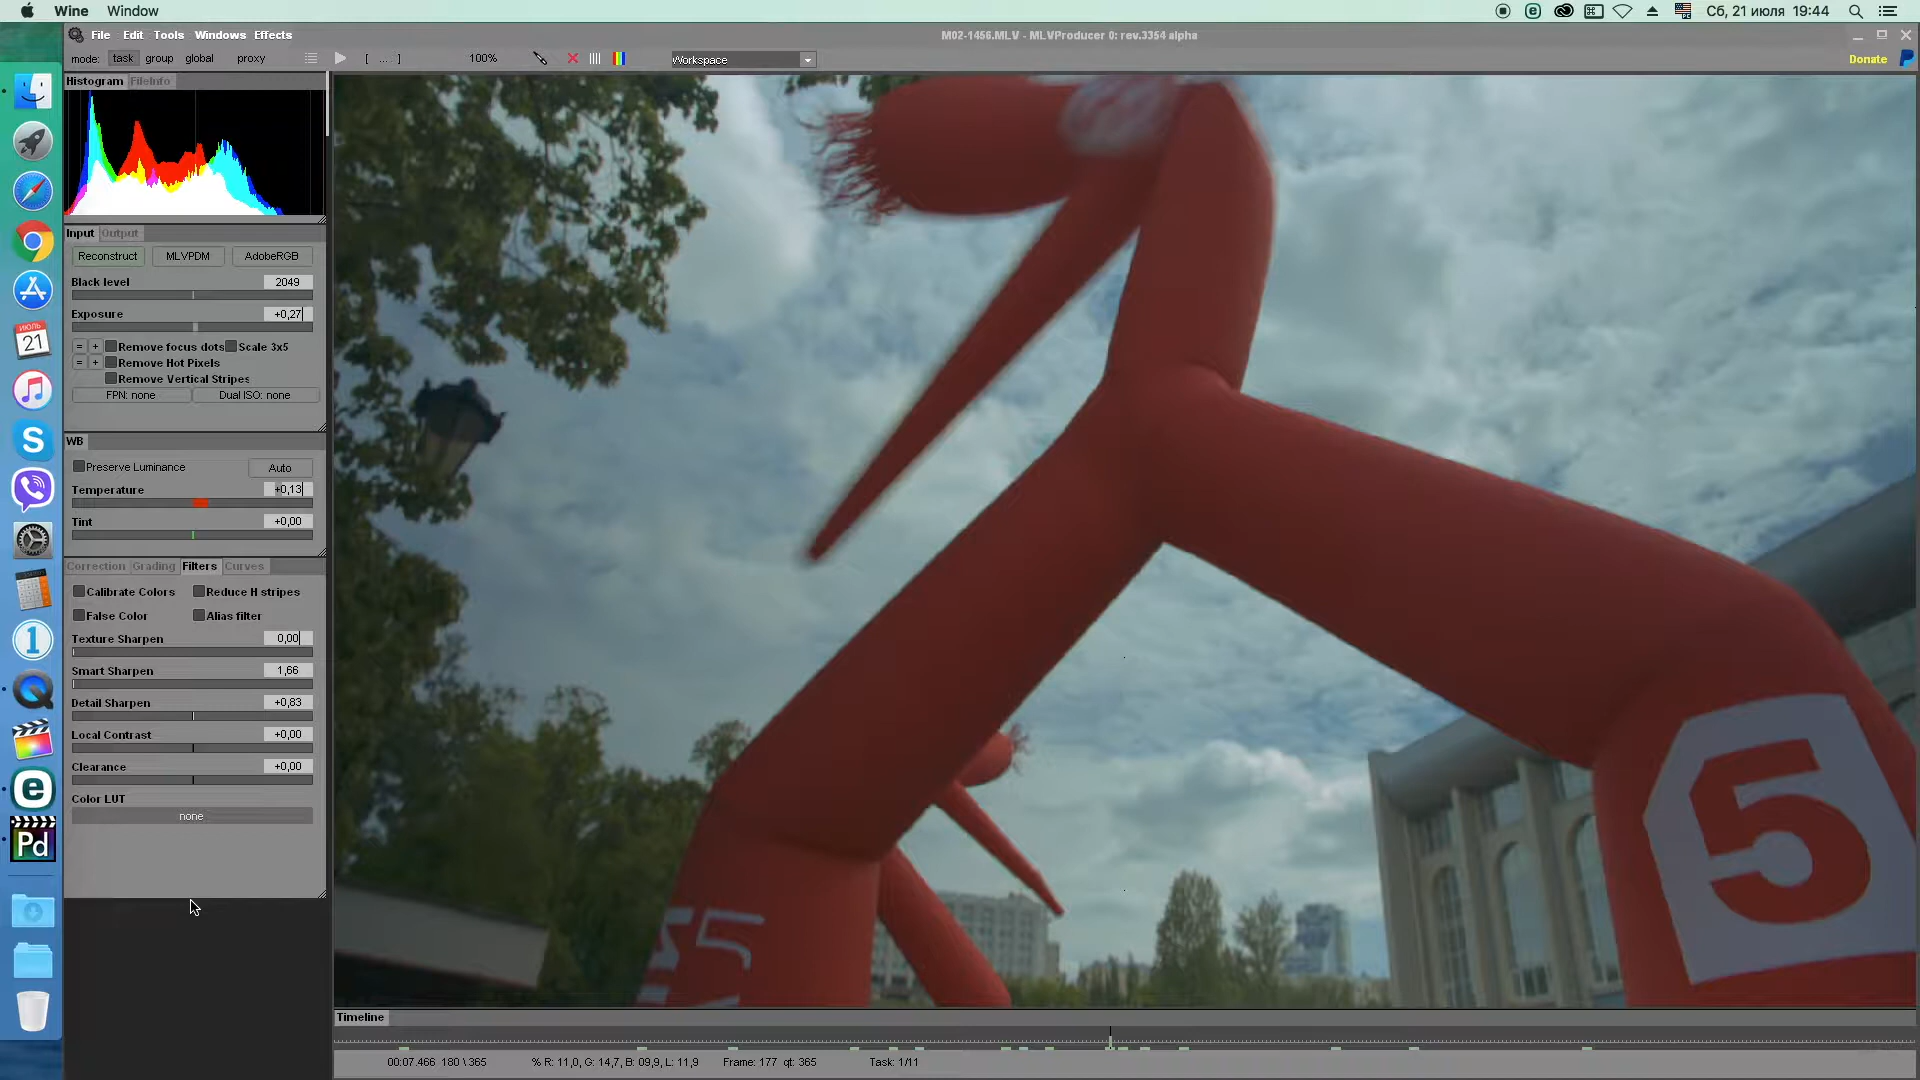 Wine Window
Сб, 21 июля 19:44
File Edit Tools Windows Effects
M02-1456.MLV - MLVProducer 0: rev.3354 alpha
mode: task group global proxy
[ .... ]
100%
Workspace
Donate
Histogram FileInfo
Input Output
Reconstruct MLVPDM AdobeRGB
Black level 2049
Exposure +0,27
= + Remove focus dots Scale 3x5
= + Remove Hot Pixels
Remove Vertical Stripes
FPN: none Dual ISO: none
WB
Preserve Luminance Auto
Temperature +0,13
Tint +0,00
Correction Grading Filters Curves
Calibrate Colors Reduce H stripes
False Color Alias filter
Texture Sharpen 0,00
Smart Sharpen 1,66
Detail Sharpen +0,83
Local Contrast +0,00
Clearance +0,00
Color LUT
none
ИЮЛЬ
21
S
1
e
Pd
5
5
Timeline
00:07.466 180 \ 365 % R: 11,0, G: 14,7, B: 09,9, L: 11,9 Frame: 177 qt: 365 Task: 1/11